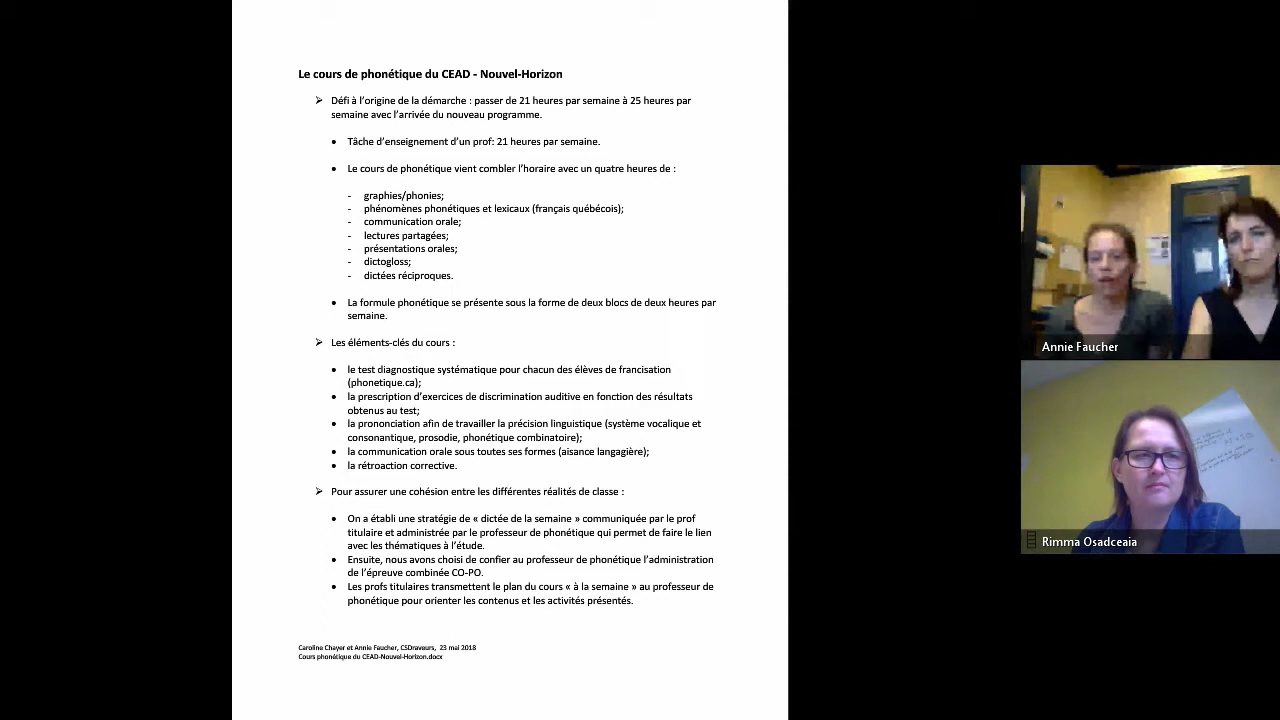 Le cours de phonétique du CEAD - Nouvel-Horizon
➢ Défi à l'origine de la démarche : passer de 21 heures par semaine à 25 heures par
semaine avec l'arrivée du nouveau programme.
• Tâche d'enseignement d'un prof: 21 heures par semaine.
• Le cours de phonétique vient combler l'horaire avec un quatre heures de :
- graphies/phonies;
- phénomènes phonétiques et lexicaux (français québécois);
- communication orale;
- lectures partagées;
- présentations orales;
- dictogloss;
- dictées réciproques.
• La formule phonétique se présente sous la forme de deux blocs de deux heures par
semaine.
➢ Les éléments-clés du cours :
• le test diagnostique systématique pour chacun des élèves de francisation
(phonetique.ca);
• la prescription d'exercices de discrimination auditive en fonction des résultats
obtenus au test;
• la prononciation afin de travailler la précision linguistique (système vocalique et
consonantique, prosodie, phonétique combinatoire);
• la communication orale sous toutes ses formes (aisance langagière);
• la rétroaction corrective.
➢ Pour assurer une cohésion entre les différentes réalités de classe :
• On a établi une stratégie de « dictée de la semaine » communiquée par le prof
titulaire et administrée par le professeur de phonétique qui permet de faire le lien
avec les thématiques à l'étude.
• Ensuite, nous avons choisi de confier au professeur de phonétique l'administration
de l'épreuve combinée CO-PO.
• Les profs titulaires transmettent le plan du cours « à la semaine » au professeur de
phonétique pour orienter les contenus et les activités présentés.
Caroline Chayer et Annie Faucher, CSDraveurs, 23 mai 2018
Cours phonétique du CEAD-Nouvel-Horizon.docx
Annie Faucher
Rimma Osadceaia